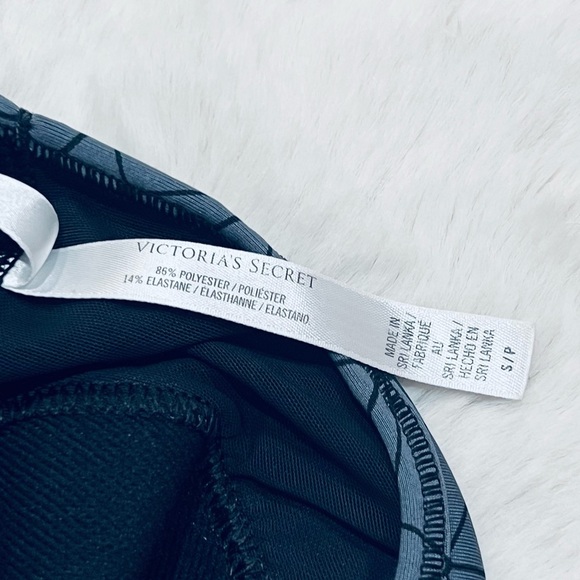 VICTORIA'S SECRET
86% POLYESTER / POLIÉSTER
14% ELASTANE / ÉLASTHANNE / ELASTANO
MADE IN
SRI LANKA /
FABRIQUÉ
AU
SRI LANKA /
HECHO EN
SRI LANKA
S / P